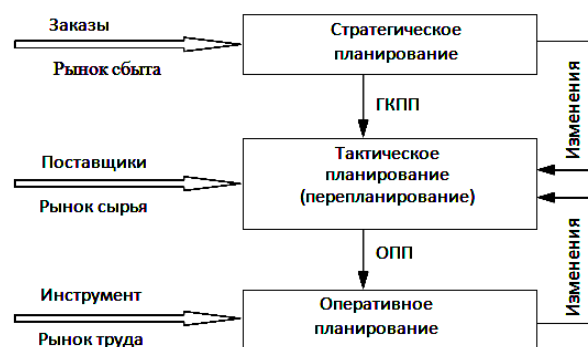 Заказы
Рынок сбыта
Стратегическое
планирование
ГКПП
Изменения
Поставщики
Рынок сырья
Тактическое
планирование
(перепланирование)
ОПП
Изменения
Инструмент
Рынок труда
Оперативное
планирование